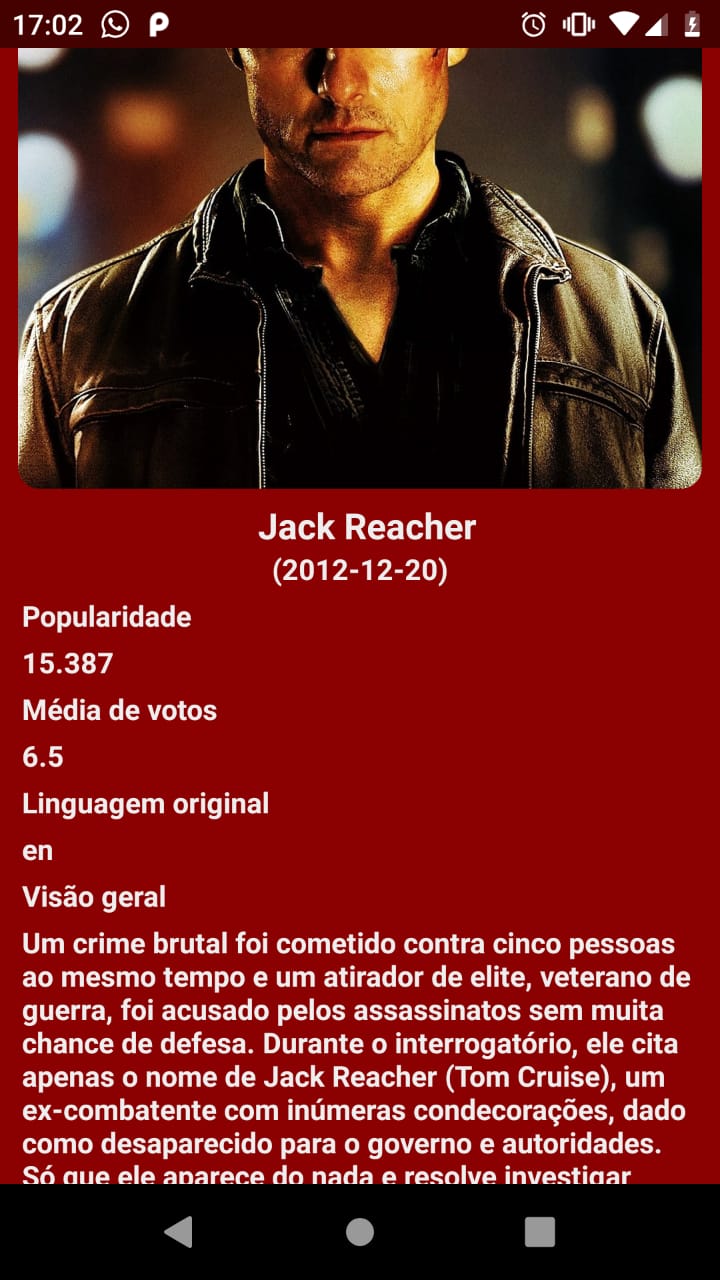 17:02
Jack Reacher
(2012-12-20)
Popularidade
15.387
Média de votos
6.5
Linguagem original
en
Visão geral
Um crime brutal foi cometido contra cinco pessoas
ao mesmo tempo e um atirador de elite, veterano de
guerra, foi acusado pelos assassinatos sem muita
chance de defesa. Durante o interrogatório, ele cita
apenas o nome de Jack Reacher (Tom Cruise), um
ex-combatente com inúmeras condecorações, dado
como desaparecido para o governo e autoridades.
Só que ele aparece do nada e resolve investigar